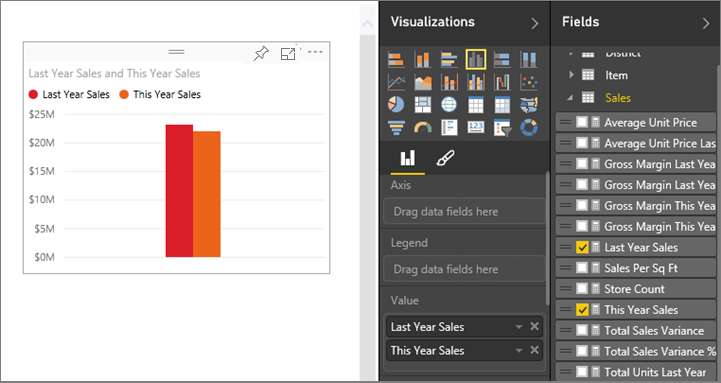 Last Year Sales and This Year Sales
Last Year Sales This Year Sales
$25M
$20M
$15M
$10M
$5M
$0M
Visualizations
123
R
Axis
Drag data fields here
Legend
Drag data fields here
Value
Last Year Sales
This Year Sales
Fields
District
Item
Sales
Average Unit Price
Average Unit Price Las
Gross Margin Last Yea
Gross Margin Last Yea
Gross Margin This Yea
Gross Margin This Yea
Last Year Sales
Sales Per Sq Ft
Store Count
This Year Sales
Total Sales Variance
Total Sales Variance %
Total Units Last Year